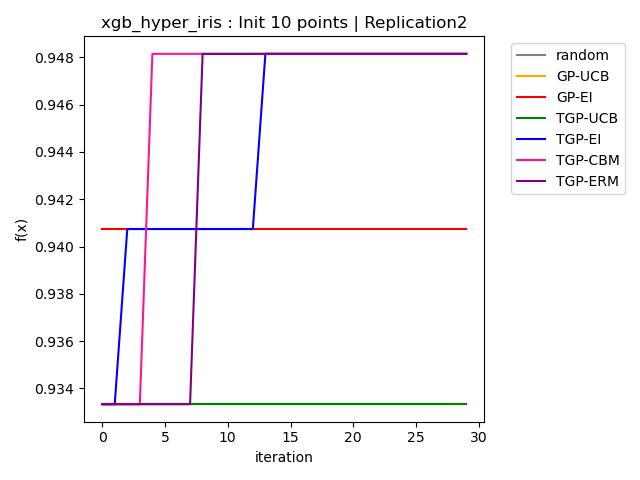 xgb_hyper_iris : Init 10 points | Replication2
f(x)
0.948
0.946
0.944
0.942
0.940
0.938
0.936
0.934
0 5 10 15 20 25 30
iteration
random
GP-UCB
GP-EI
TGP-UCB
TGP-EI
TGP-CBM
TGP-ERM